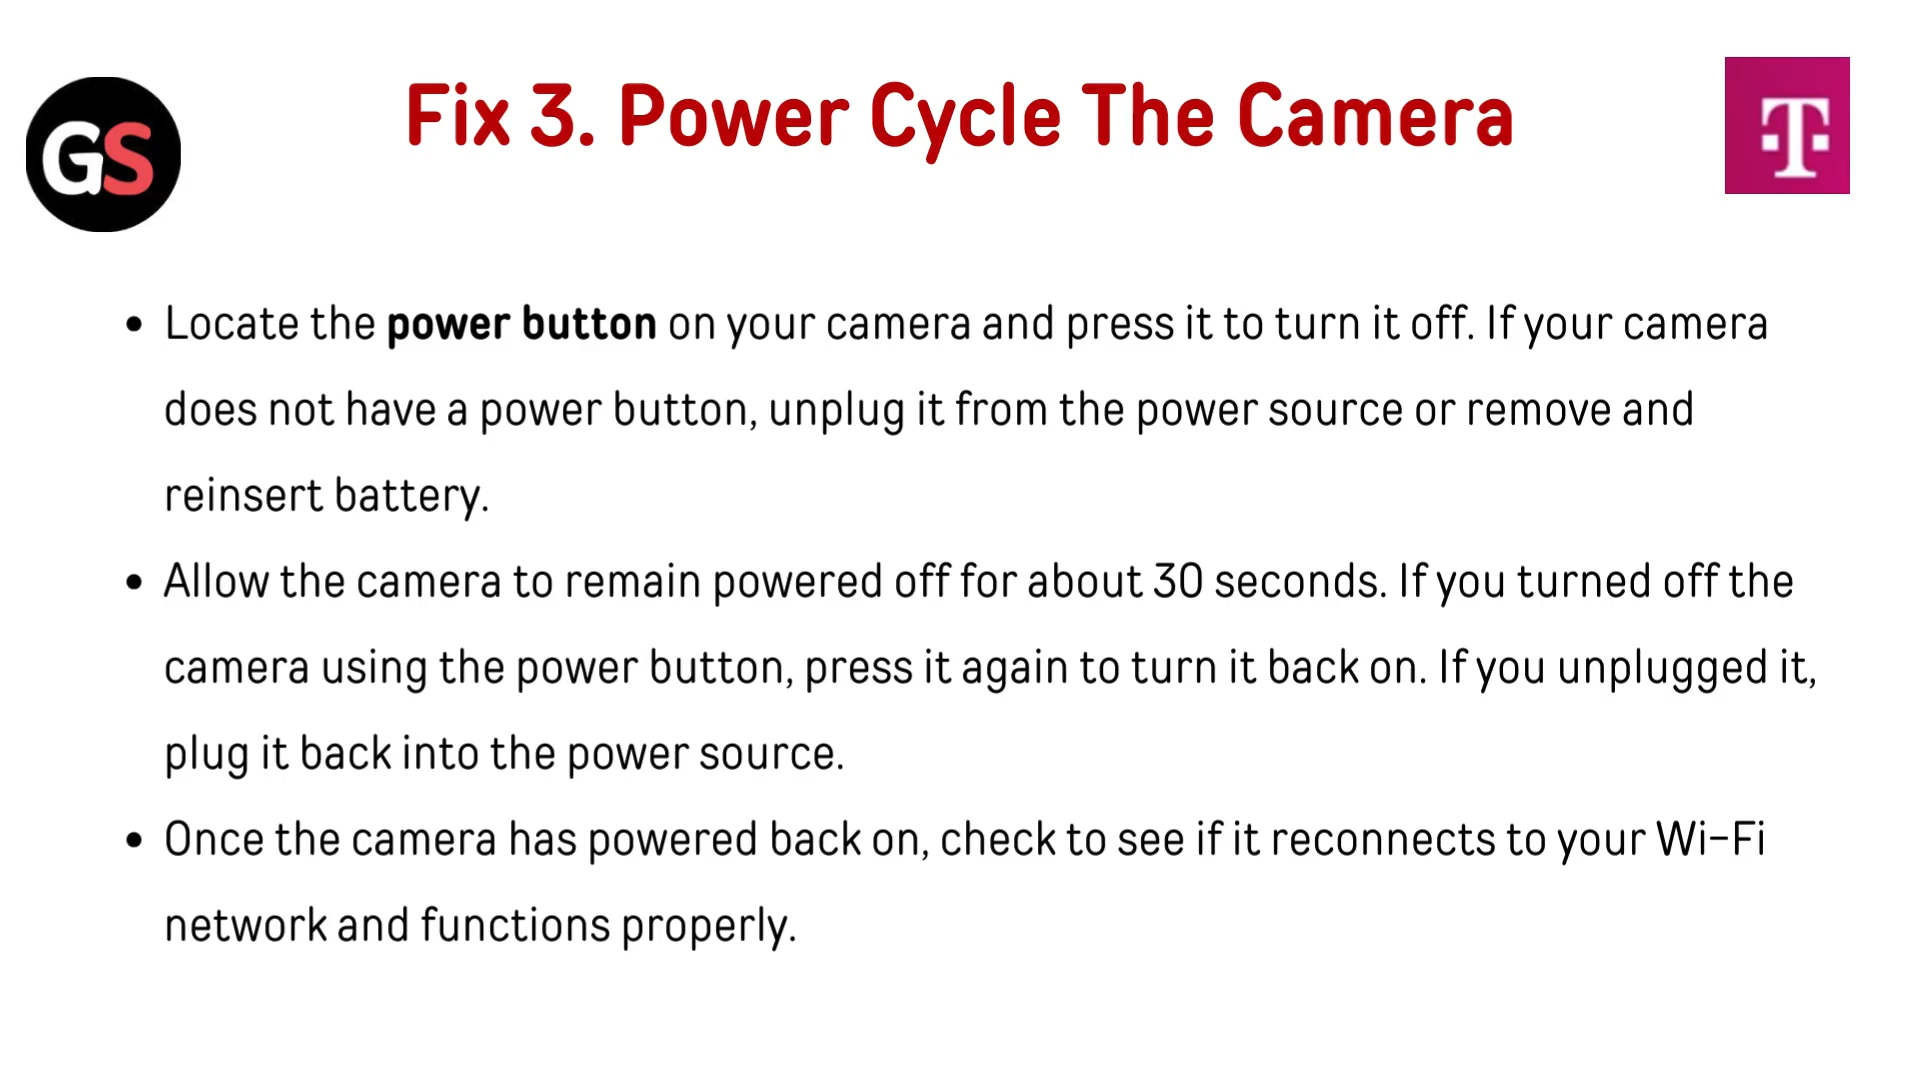 Fix 3. Power Cycle The Camera
GS
T
• Locate the power button on your camera and press it to turn it off. If your camera
does not have a power button, unplug it from the power source or remove and
reinsert battery.
• Allow the camera to remain powered off for about 30 seconds. If you turned off the
camera using the power button, press it again to turn it back on. If you unplugged it,
plug it back into the power source.
• Once the camera has powered back on, check to see if it reconnects to your Wi-Fi
network and functions properly.